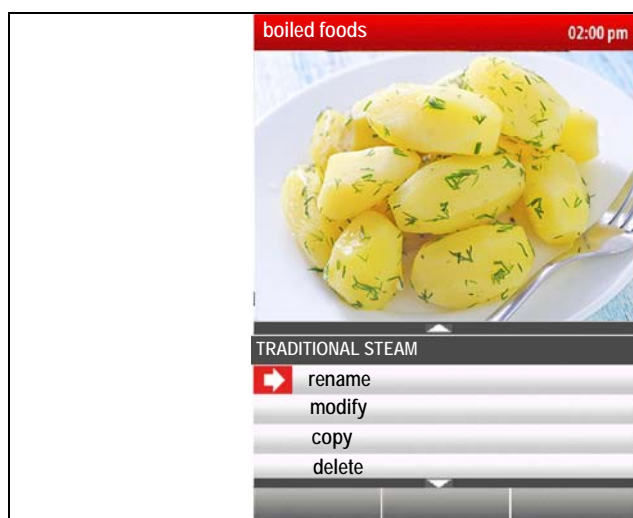 boiled foods
02:00 pm
TRADITIONAL STEAM
rename
modify
copy
delete